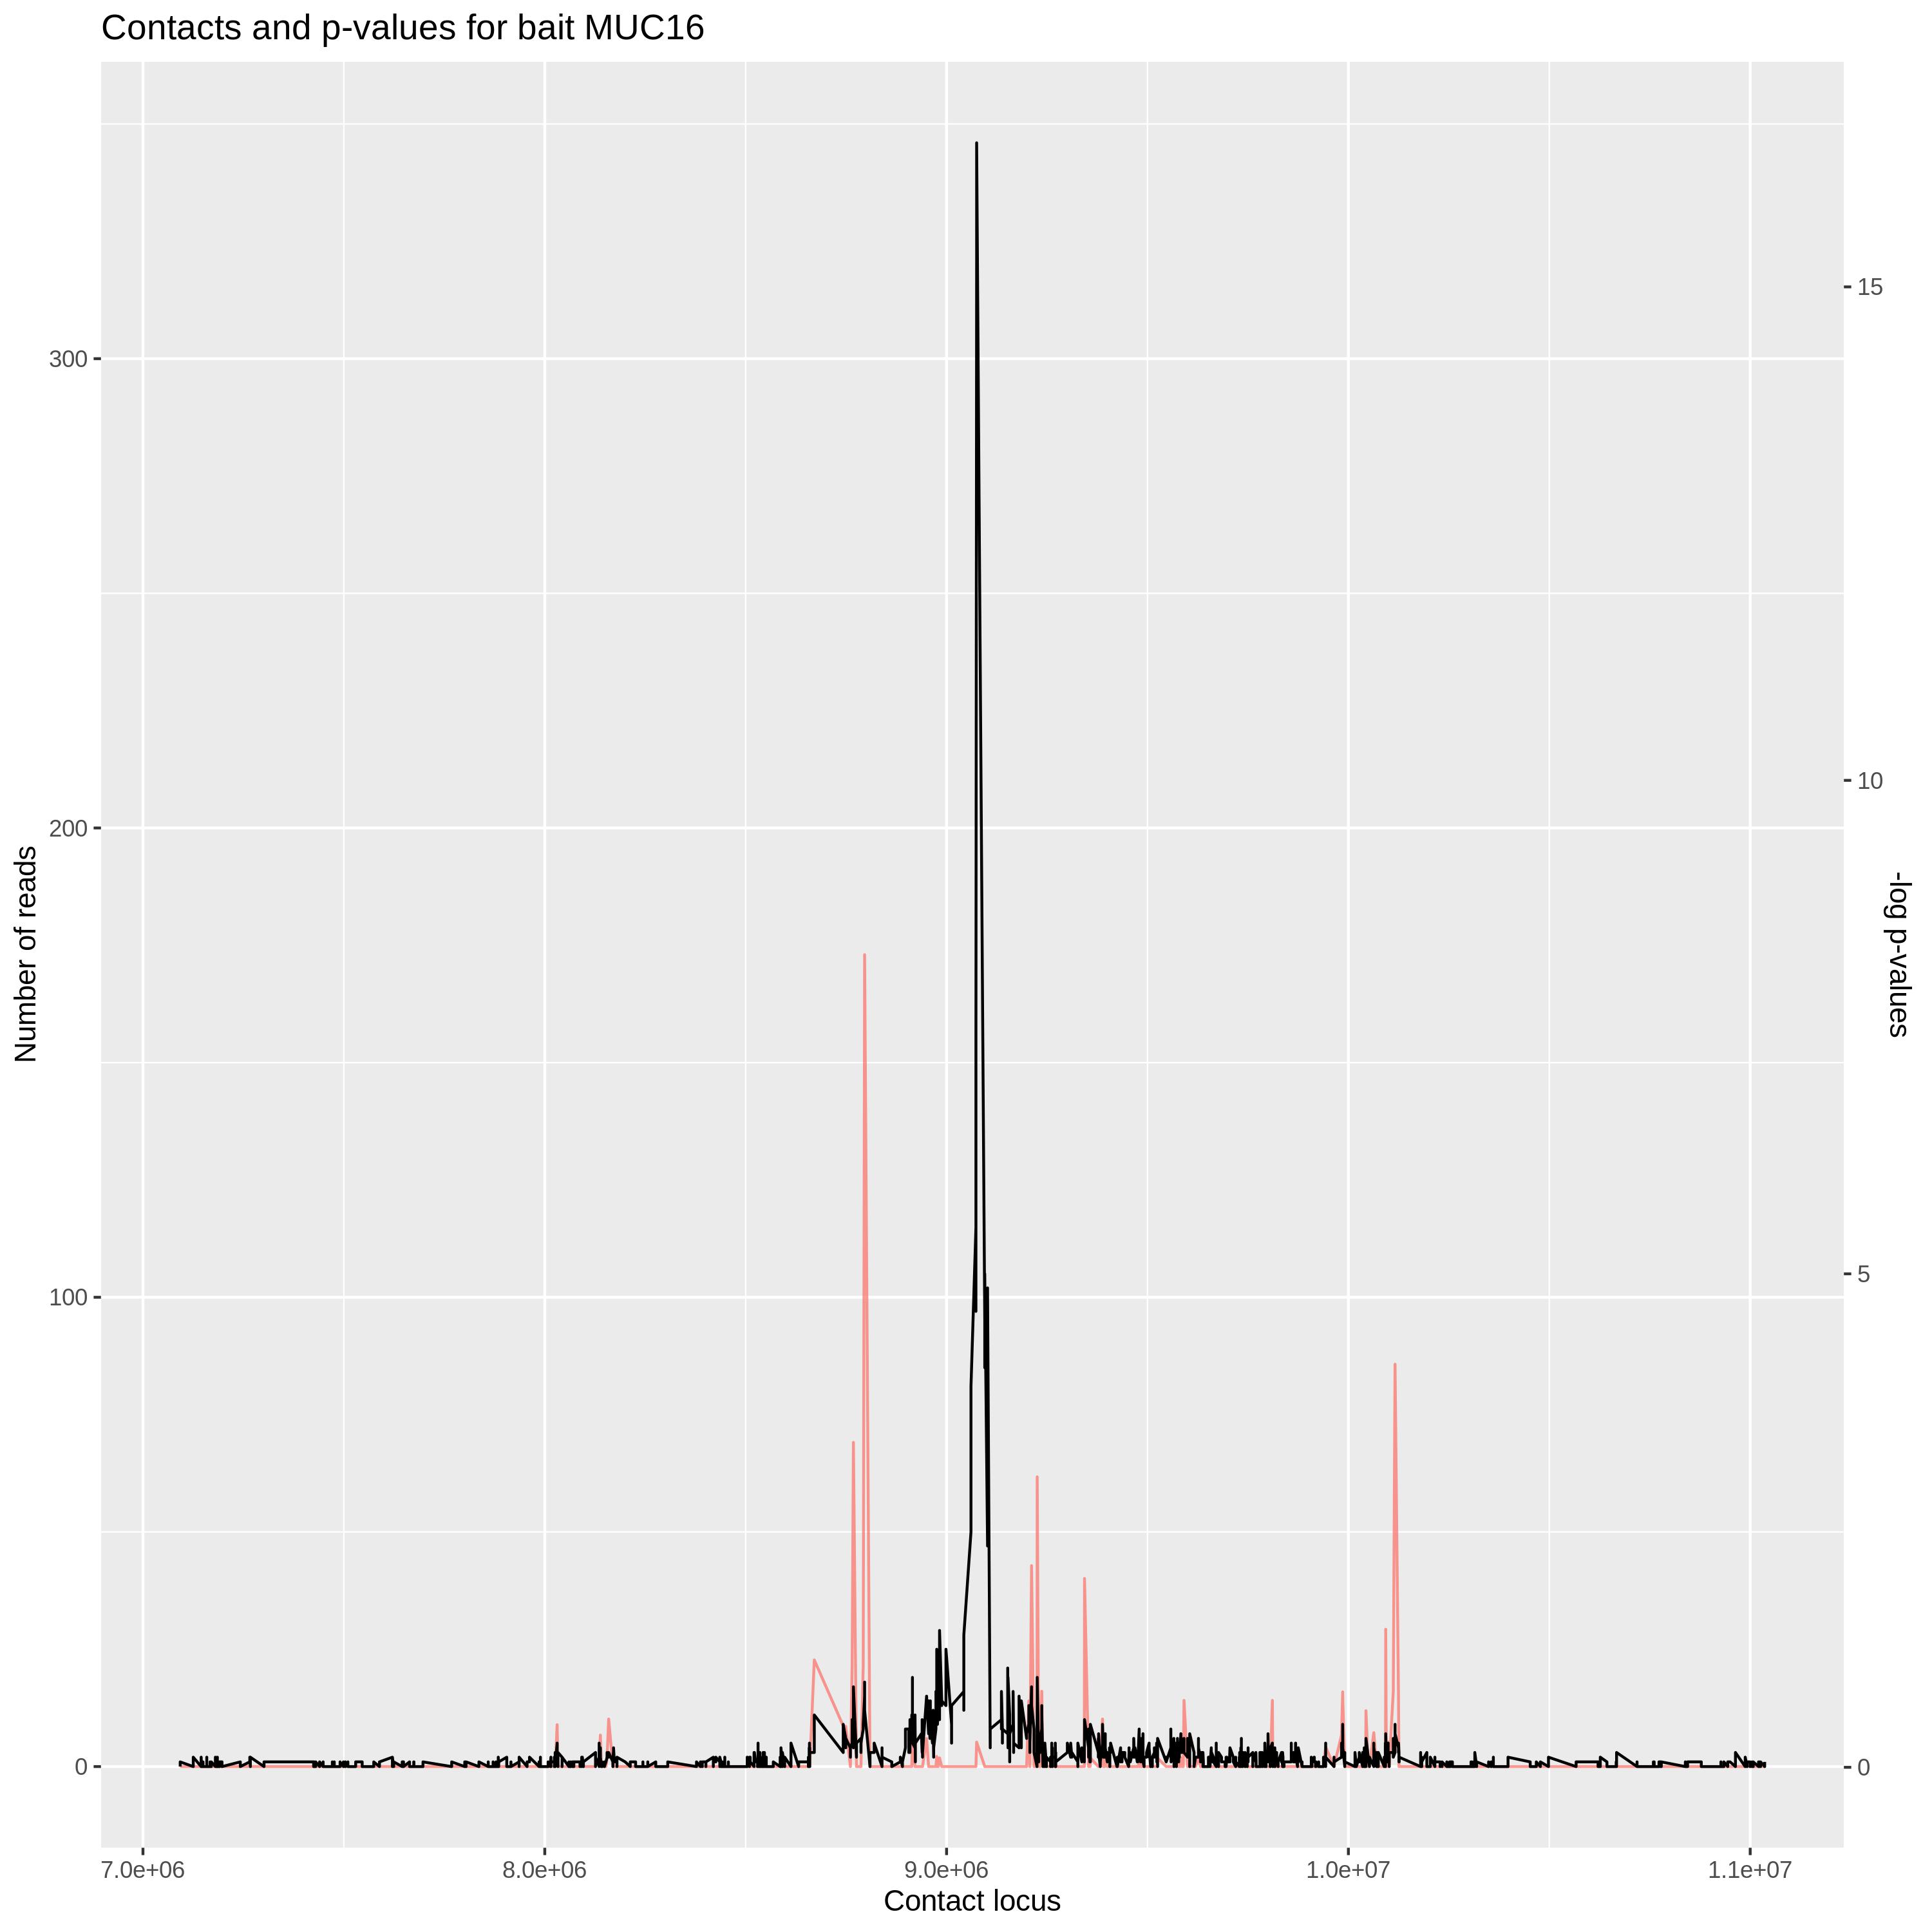 Contacts and p-values for bait MUC16
300
200
100
0
Number of reads
15
10
5
0
-log p-values
7.0e+06
8.0e+06
9.0e+06
1.0e+07
1.1e+07
Contact locus